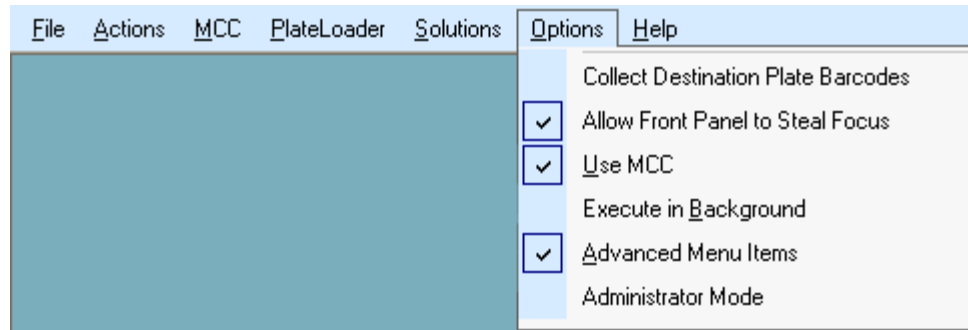 File Actions MCC PlateLoader Solutions Options Help
Collect Destination Plate Barcodes
Allow Front Panel to Steal Focus
Use MCC
Execute in Background
Advanced Menu Items
Administrator Mode